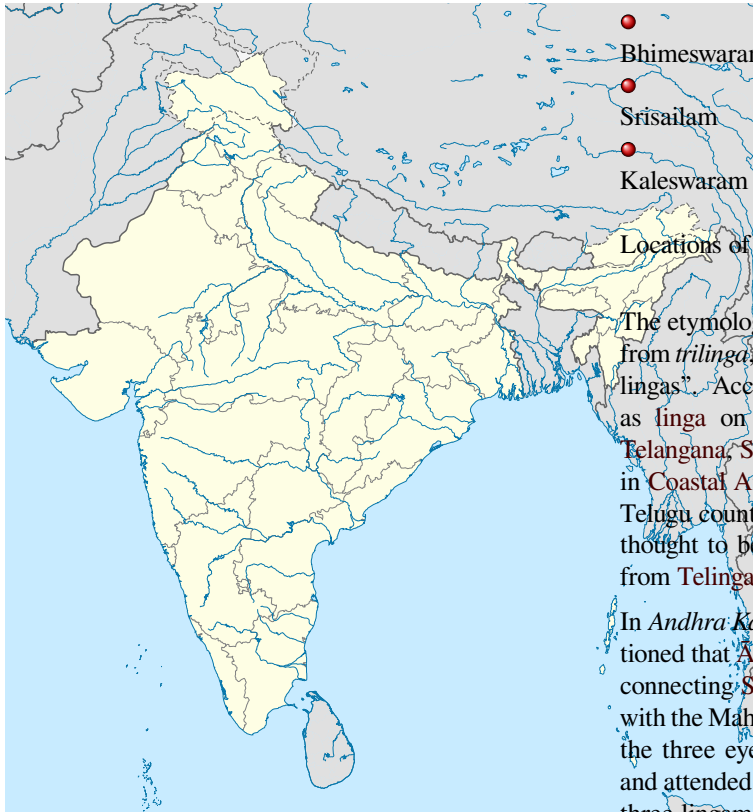 Bhimeswaram
Srisailam
Kaleswaram
Locations of
The etymolo
from trilinga,
lingas”. Acc
as linga on
Telangana, S
in Coastal A
Telugu count
thought to be
from Telinga
In Andhra Ka
tioned that
connecting S
with the Mah
the three eye
and attended
three lingam